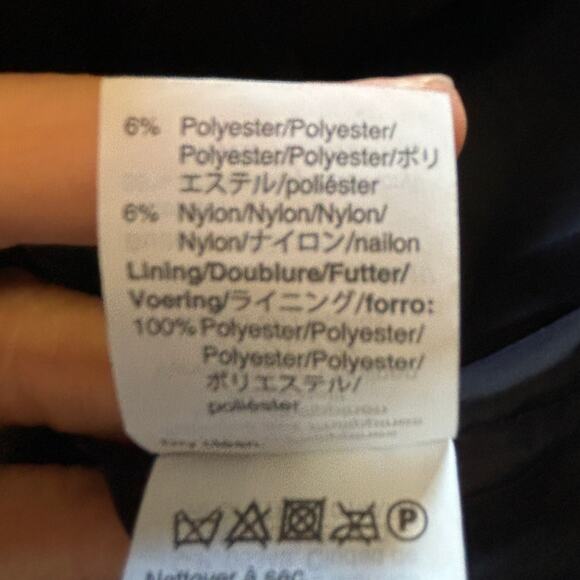 6% Polyester/Polyester/
Polyester/Polyester/ポリ
エステル/poliéster
6% Nylon/Nylon/Nylon/
Nylon/ナイロン/nailon
Lining/Doublure/Futter/
Voering/ライニング/forro:
100% Polyester/Polyester/
Polyester/Polyester/
ポリエステル/
poliéster
P
Nettoyer à sec